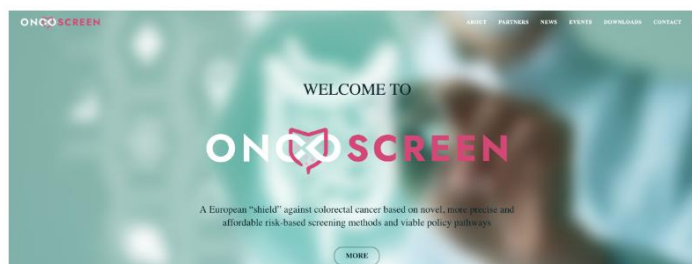 ONCOSCREEN
ABOUT PARTNERS NEWS EVENTS DOWNLOADS CONTACT
WELCOME TO
ONCOSCREEN
A European “shield” against colorectal cancer based on novel, more precise and
affordable risk-based screening methods and viable policy pathways
MORE